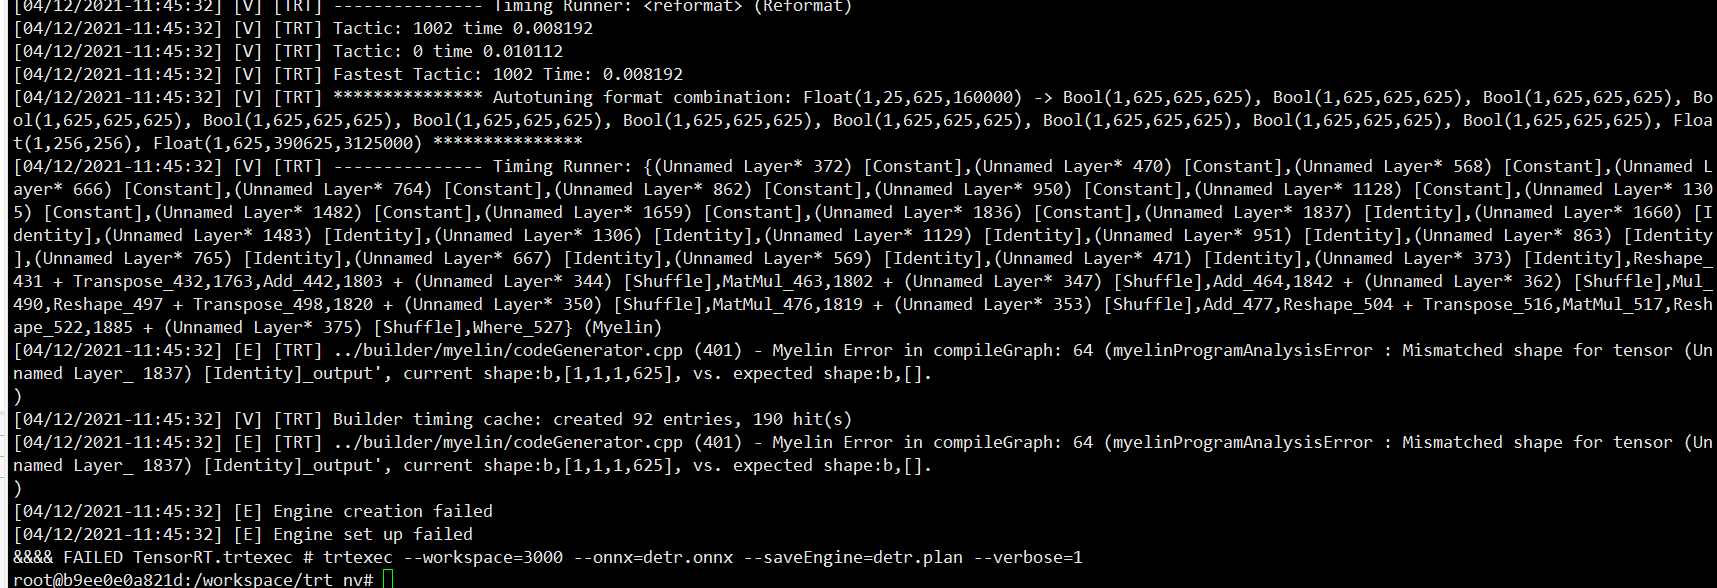 [04/12/2021-11:45:32] [V] [TRT] --------------- Timing Runner: <reformat> (Reformat)
[04/12/2021-11:45:32] [V] [TRT] Tactic: 1002 time 0.008192
[04/12/2021-11:45:32] [V] [TRT] Tactic: 0 time 0.010112
[04/12/2021-11:45:32] [V] [TRT] Fastest Tactic: 1002 Time: 0.008192
[04/12/2021-11:45:32] [V] [TRT] *************** Autotuning format combination: Float(1,25,625,160000) -> Bool(1,625,625,625), Bool(1,625,625,625), Bool(1,625,625,625), Bo
ol(1,625,625,625), Bool(1,625,625,625), Bool(1,625,625,625), Bool(1,625,625,625), Bool(1,625,625,625), Bool(1,625,625,625), Bool(1,625,625,625), Bool(1,625,625,625), Floa
t(1,256,256), Float(1,625,390625,3125000) ***************
[04/12/2021-11:45:32] [V] [TRT] --------------- Timing Runner: {(Unnamed Layer* 372) [Constant],(Unnamed Layer* 470) [Constant],(Unnamed Layer* 568) [Constant],(Unnamed L
ayer* 666) [Constant],(Unnamed Layer* 764) [Constant],(Unnamed Layer* 862) [Constant],(Unnamed Layer* 950) [Constant],(Unnamed Layer* 1128) [Constant],(Unnamed Layer* 130
5) [Constant],(Unnamed Layer* 1482) [Constant],(Unnamed Layer* 1659) [Constant],(Unnamed Layer* 1836) [Constant],(Unnamed Layer* 1837) [Identity],(Unnamed Layer* 1660) [I
dentity],(Unnamed Layer* 1483) [Identity],(Unnamed Layer* 1306) [Identity],(Unnamed Layer* 1129) [Identity],(Unnamed Layer* 951) [Identity],(Unnamed Layer* 863) [Identity
],(Unnamed Layer* 765) [Identity],(Unnamed Layer* 667) [Identity],(Unnamed Layer* 569) [Identity],(Unnamed Layer* 471) [Identity],(Unnamed Layer* 373) [Identity],Reshape_
431 + Transpose_432,1763,Add_442,1803 + (Unnamed Layer* 344) [Shuffle],MatMul_463,1802 + (Unnamed Layer* 347) [Shuffle],Add_464,1842 + (Unnamed Layer* 362) [Shuffle],Mul_
490,Reshape_497 + Transpose_498,1820 + (Unnamed Layer* 350) [Shuffle],MatMul_476,1819 + (Unnamed Layer* 353) [Shuffle],Add_477,Reshape_504 + Transpose_516,MatMul_517,Resh
ape_522,1885 + (Unnamed Layer* 375) [Shuffle],Where_527} (Myelin)
[04/12/2021-11:45:32] [E] [TRT] ../builder/myelin/codeGenerator.cpp (401) - Myelin Error in compileGraph: 64 (myelinProgramAnalysisError : Mismatched shape for tensor (Un
named Layer_ 1837) [Identity]_output', current shape:b,[1,1,1,625], vs. expected shape:b,[].
)
[04/12/2021-11:45:32] [V] [TRT] Builder timing cache: created 92 entries, 190 hit(s)
[04/12/2021-11:45:32] [E] [TRT] ../builder/myelin/codeGenerator.cpp (401) - Myelin Error in compileGraph: 64 (myelinProgramAnalysisError : Mismatched shape for tensor (Un
named Layer_ 1837) [Identity]_output', current shape:b,[1,1,1,625], vs. expected shape:b,[].
)
[04/12/2021-11:45:32] [E] Engine creation failed
[04/12/2021-11:45:32] [E] Engine set up failed
&&&& FAILED TensorRT.trtexec # trtexec --workspace=3000 --onnx=detr.onnx --saveEngine=detr.plan --verbose=1
root@b9ee0e0a821d:/workspace/trt_nv#